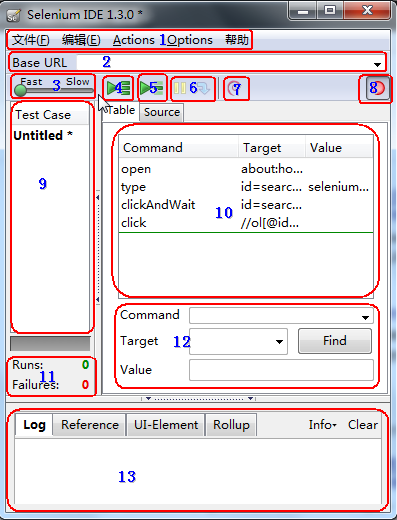 Selenium IDE 1.3.0 *
文件(F) 编辑(E) Actions 1 Options 帮助
Base URL 2
Fast 3 Slow 4 5 6 7 8
Table Source
Test Case
Untitled *
9
Command Target Value
open about:ho...
type id=searc... selenium...
clickAndWait id=searc...
click //ol[@id...
10
Command
Target 12 Find
Value
Runs: 0
11
Failures: 0
Log Reference UI-Element Rollup Info Clear
13